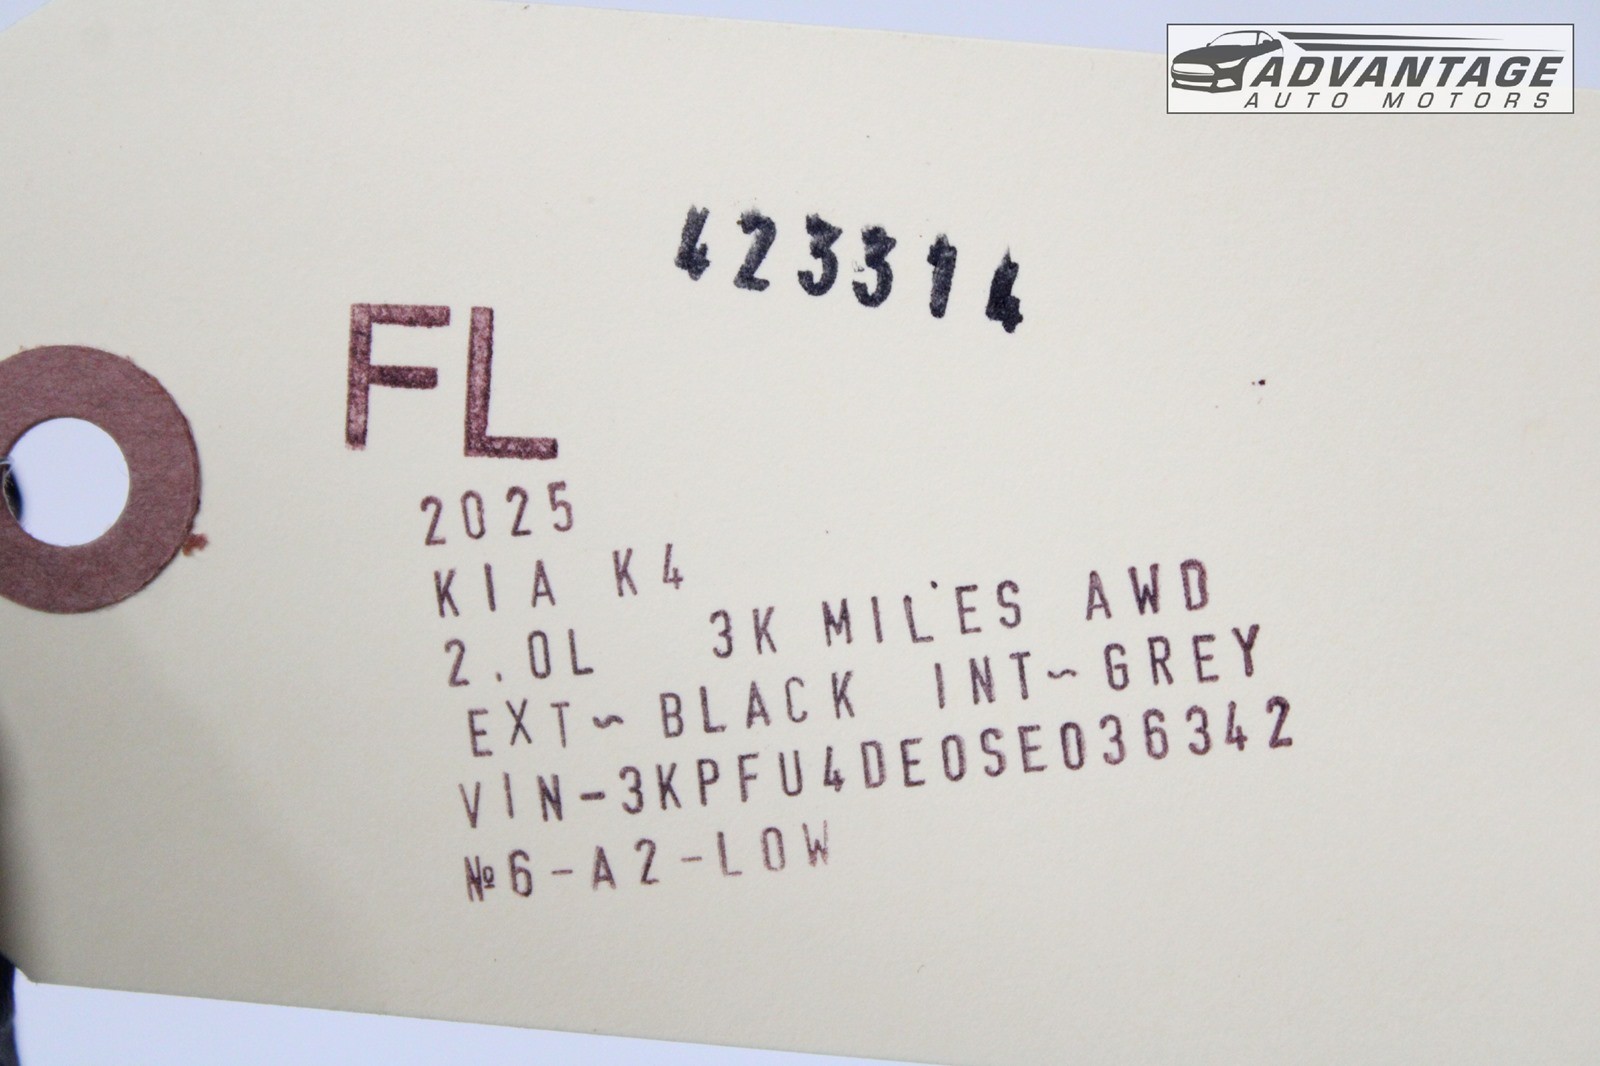 ADVANTAGE
AUTO MOTORS
423314
FL
2025
KIA K4
2.0L 3K MILES AWD
EXT~BLACK INT~GREY
VIN-3KPFU4DE0SE036342
№6-A2-LOW